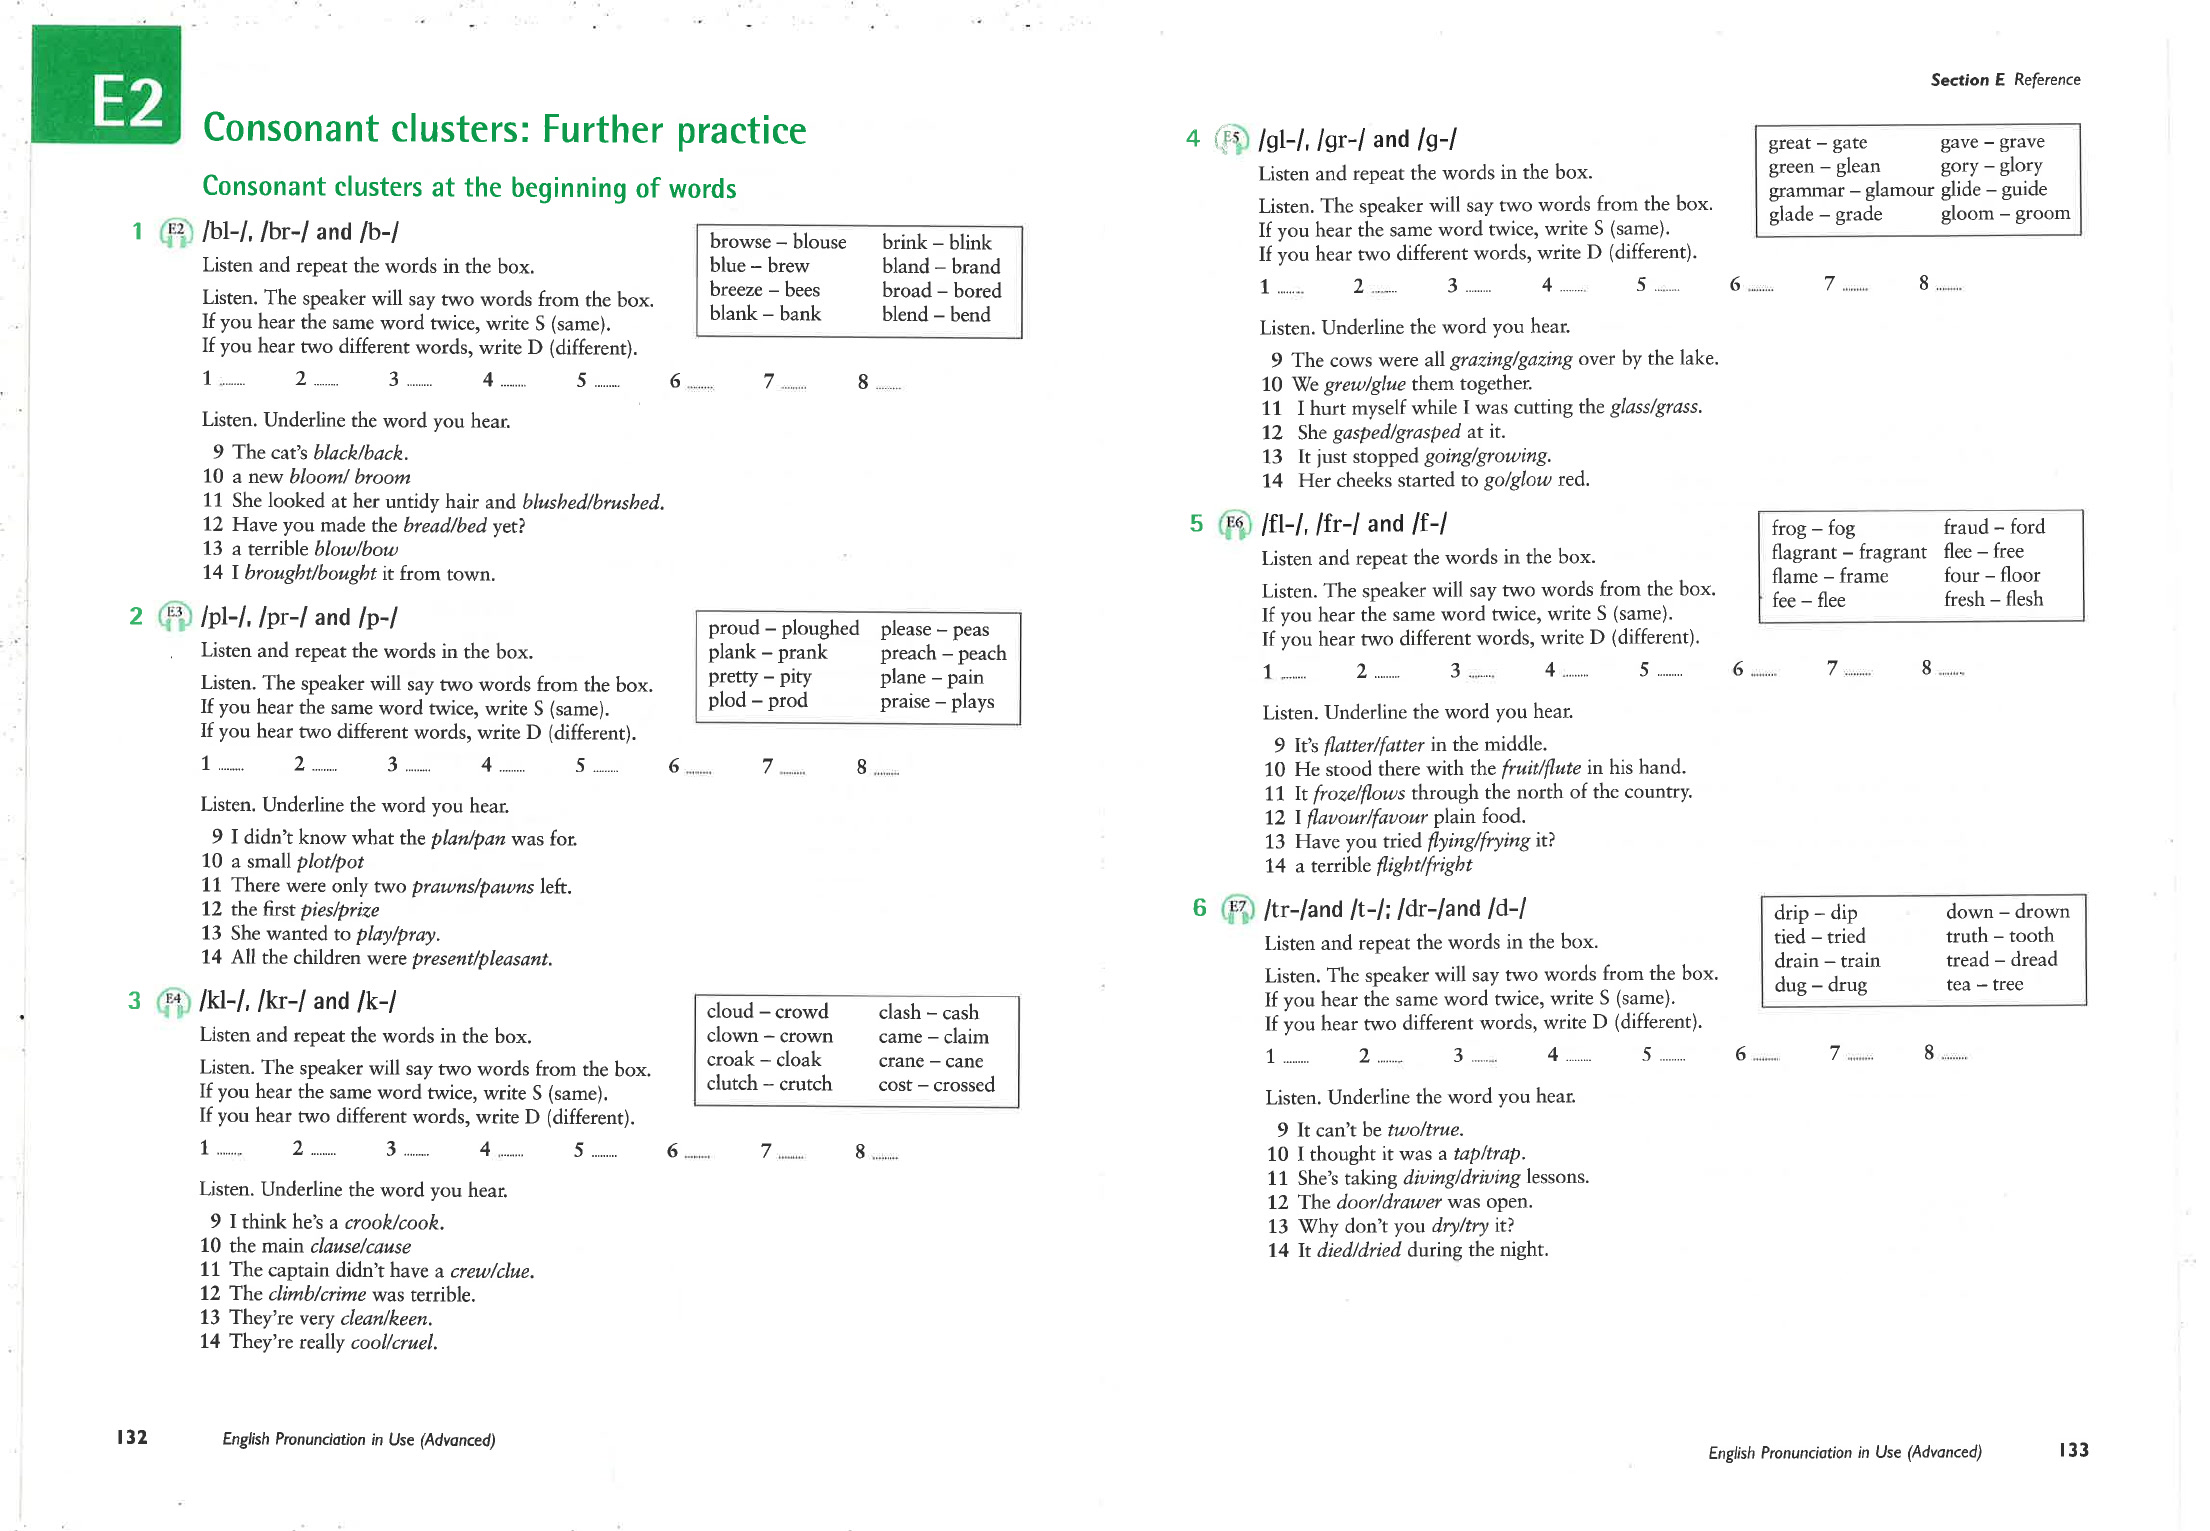 E2
Consonant clusters: Further practice
Consonant clusters at the beginning of words
1 E2 /bl-/, /br-/ and /b-/
Listen and repeat the words in the box.
Listen. The speaker will say two words from the box.
If you hear the same word twice, write S (same).
If you hear two different words, write D (different).
browse – blouse brink – blink
blue – brew bland – brand
breeze – bees broad – bored
blank – bank blend – bend
1 ........ 2 ........ 3 ........ 4 ........ 5 ........ 6 ........ 7 ........ 8 ........
Listen. Underline the word you hear.
9 The cat's black/back.
10 a new bloom/ broom
11 She looked at her untidy hair and blushed/brushed.
12 Have you made the bread/bed yet?
13 a terrible blow/bow
14 I brought/bought it from town.
2 E3 /pl-/, /pr-/ and /p-/
Listen and repeat the words in the box.
Listen. The speaker will say two words from the box.
If you hear the same word twice, write S (same).
If you hear two different words, write D (different).
proud – ploughed please – peas
plank – prank preach – peach
pretty – pity plane – pain
plod – prod praise – plays
1 ........ 2 ........ 3 ........ 4 ........ 5 ........ 6 ........ 7 ........ 8 ........
Listen. Underline the word you hear.
9 I didn't know what the plan/pan was for.
10 a small plot/pot
11 There were only two prawns/pawns left.
12 the first pies/prize
13 She wanted to play/pray.
14 All the children were present/pleasant.
3 E4 /kl-/, /kr-/ and /k-/
Listen and repeat the words in the box.
Listen. The speaker will say two words from the box.
If you hear the same word twice, write S (same).
If you hear two different words, write D (different).
cloud – crowd clash – cash
clown – crown came – claim
croak – cloak crane – cane
clutch – crutch cost – crossed
1 ........ 2 ........ 3 ........ 4 ........ 5 ........ 6 ........ 7 ........ 8 ........
Listen. Underline the word you hear.
9 I think he's a crook/cook.
10 the main clause/cause
11 The captain didn't have a crew/clue.
12 The climb/crime was terrible.
13 They're very clean/keen.
14 They're really cool/cruel.
132 English Pronunciation in Use (Advanced)
Section E Reference
4 E5 /gl-/, /gr-/ and /g-/
Listen and repeat the words in the box.
Listen. The speaker will say two words from the box.
If you hear the same word twice, write S (same).
If you hear two different words, write D (different).
great – gate gave – grave
green – glean gory – glory
grammar – glamour glide – guide
glade – grade gloom – groom
1 ........ 2 ........ 3 ........ 4 ........ 5 ........ 6 ........ 7 ........ 8 ........
Listen. Underline the word you hear.
9 The cows were all grazing/gazing over by the lake.
10 We grew/glue them together.
11 I hurt myself while I was cutting the glass/grass.
12 She gasped/grasped at it.
13 It just stopped going/growing.
14 Her cheeks started to go/glow red.
5 E6 /fl-/, /fr-/ and /f-/
Listen and repeat the words in the box.
Listen. The speaker will say two words from the box.
If you hear the same word twice, write S (same).
If you hear two different words, write D (different).
frog – fog fraud – ford
flagrant – fragrant flee – free
flame – frame four – floor
fee – flee fresh – flesh
1 ........ 2 ........ 3 ........ 4 ........ 5 ........ 6 ........ 7 ........ 8 ........
Listen. Underline the word you hear.
9 It's flatter/fatter in the middle.
10 He stood there with the fruit/flute in his hand.
11 It froze/flows through the north of the country.
12 I flavour/favour plain food.
13 Have you tried flying/frying it?
14 a terrible flight/fright
6 E7 /tr-/and /t-/; /dr-/and /d-/
Listen and repeat the words in the box.
Listen. The speaker will say two words from the box.
If you hear the same word twice, write S (same).
If you hear two different words, write D (different).
drip – dip down – drown
tied – tried truth – tooth
drain – train tread – dread
dug – drug tea – tree
1 ........ 2 ........ 3 ........ 4 ........ 5 ........ 6 ........ 7 ........ 8 ........
Listen. Underline the word you hear.
9 It can't be two/true.
10 I thought it was a tap/trap.
11 She's taking diving/driving lessons.
12 The door/drawer was open.
13 Why don't you dry/try it?
14 It died/dried during the night.
English Pronunciation in Use (Advanced) 133